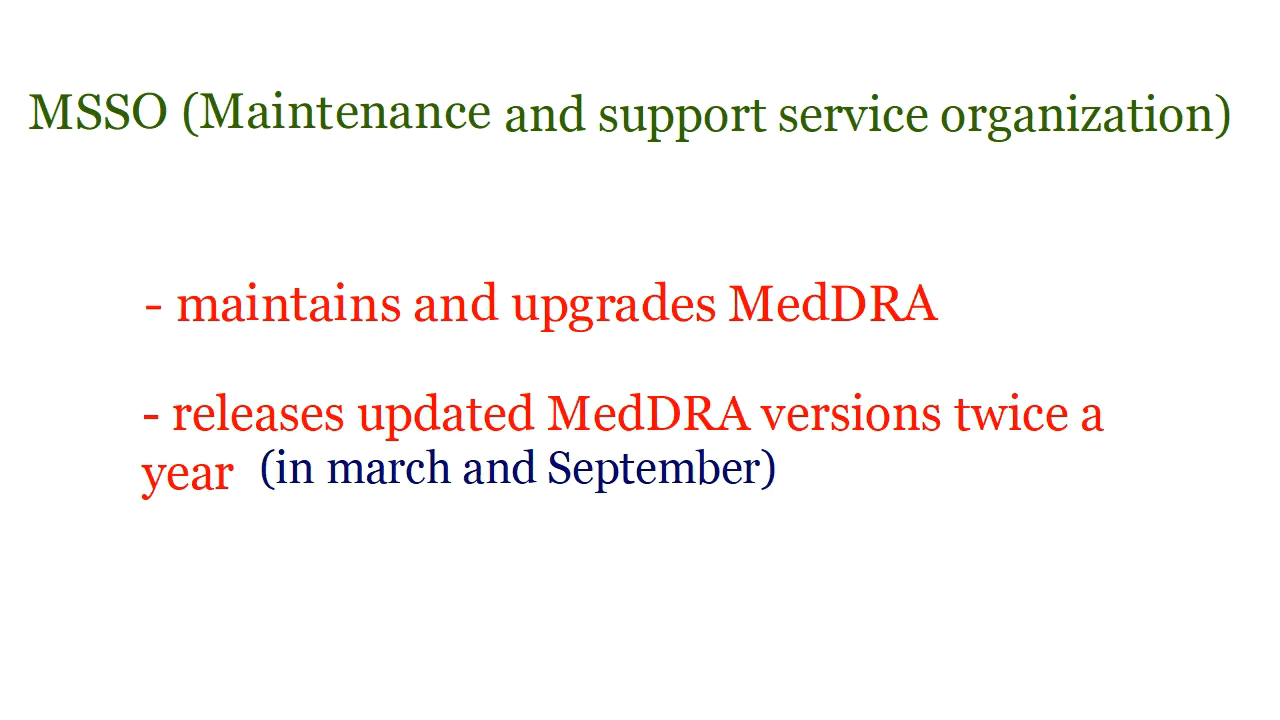 MSSO (Maintenance and support service organization)
- maintains and upgrades MedDRA
- releases updated MedDRA versions twice a
year (in march and September)